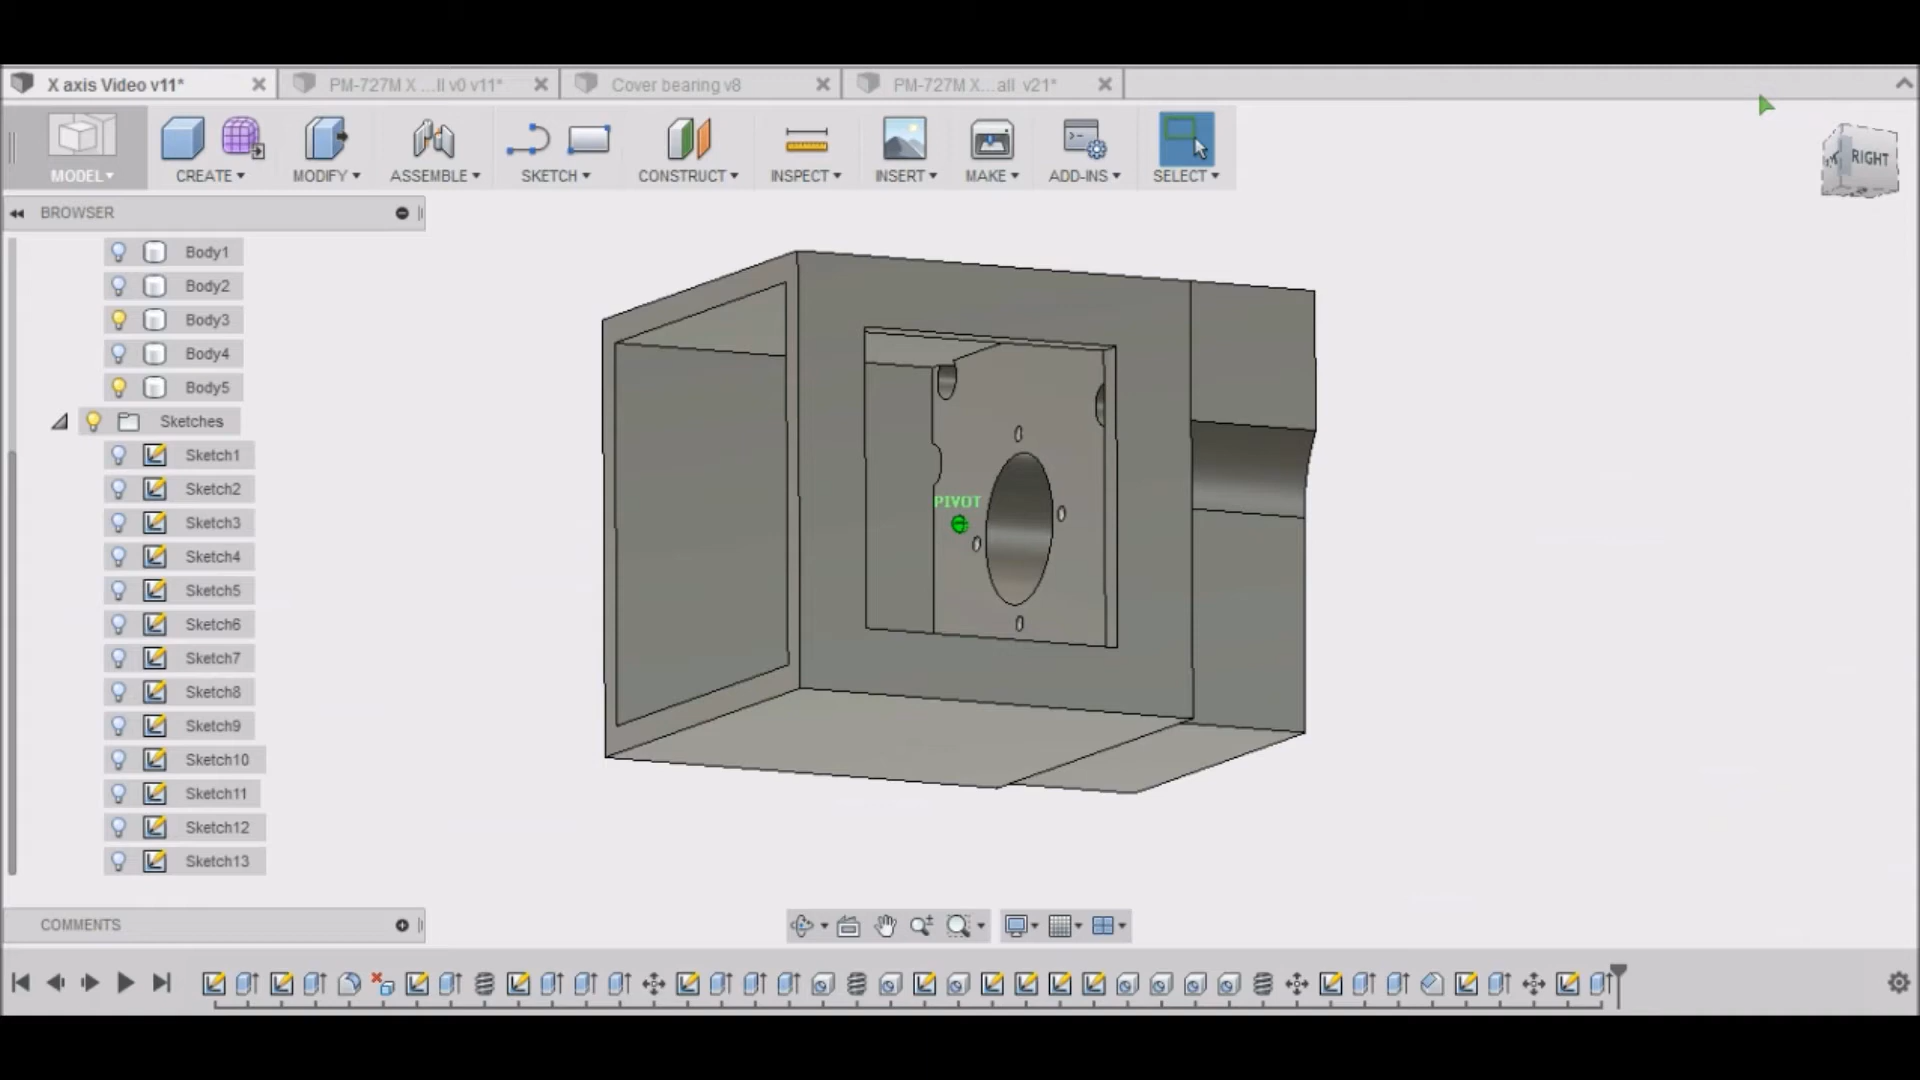 X axis Video v11*
PM-727M X ...ll v0 v11*
Cover bearing v8
PM-727M X...all v21*
MODEL
CREATE
MODIFY
ASSEMBLE
SKETCH
CONSTRUCT
INSPECT
INSERT
MAKE
ADD-INS
SELECT
RIGHT
BROWSER
Body1
Body2
Body3
Body4
Body5
Sketches
Sketch1
Sketch2
Sketch3
Sketch4
Sketch5
Sketch6
Sketch7
Sketch8
Sketch9
Sketch10
Sketch11
Sketch12
Sketch13
PIVOT
COMMENTS